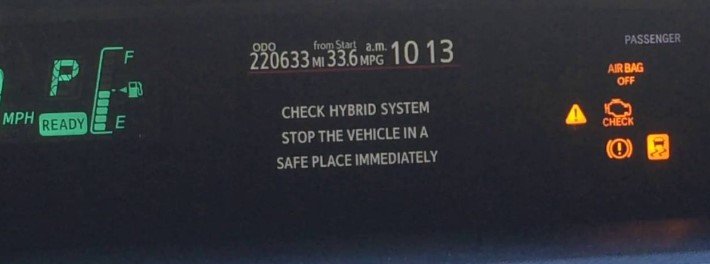 P
MPH READY
F
E
ODO from Start a.m.
220633 MI 33.6 MPG 10 13
CHECK HYBRID SYSTEM
STOP THE VEHICLE IN A
SAFE PLACE IMMEDIATELY
PASSENGER
AIR BAG
OFF
CHECK